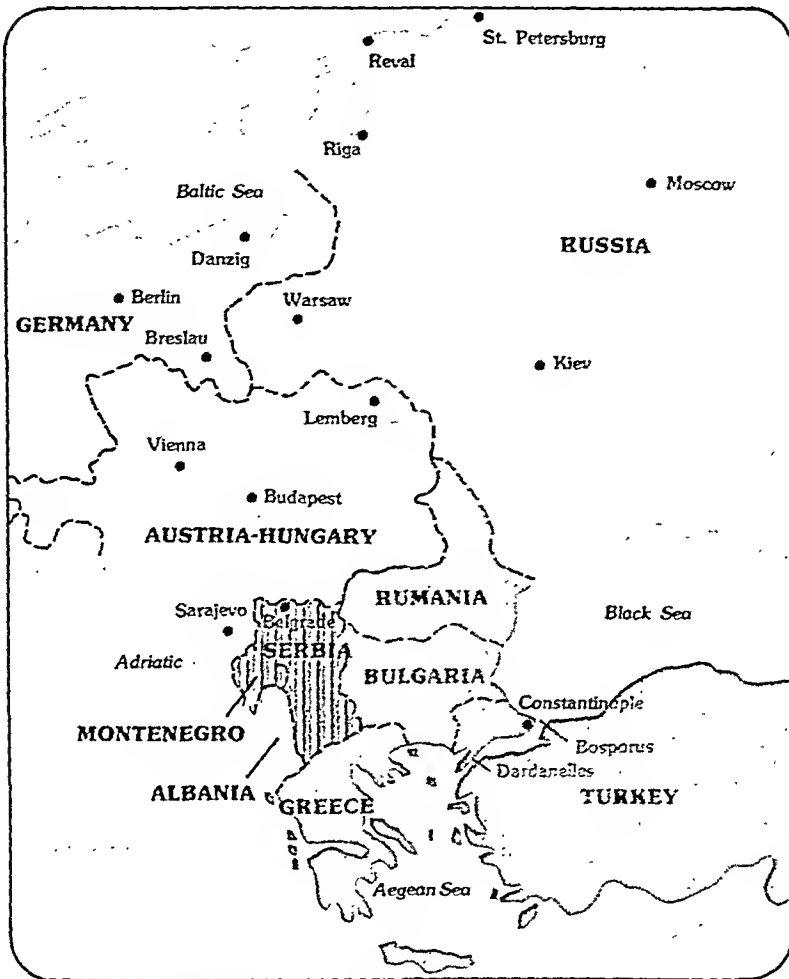 St. Petersburg
Reval
Riga
Baltic Sea
Moscow
Danzig
RUSSIA
Berlin
Warsaw
GERMANY
Breslau
Kiev
Lemberg
Vienna
Budapest
AUSTRIA-HUNGARY
RUMANIA
Sarajevo
Belgrade
Black Sea
SERBIA
Adriatic
BULGARIA
Constantinople
MONTENEGRO
Bosporus
Dardanelles
ALBANIA
GREECE
TURKEY
Aegean Sea